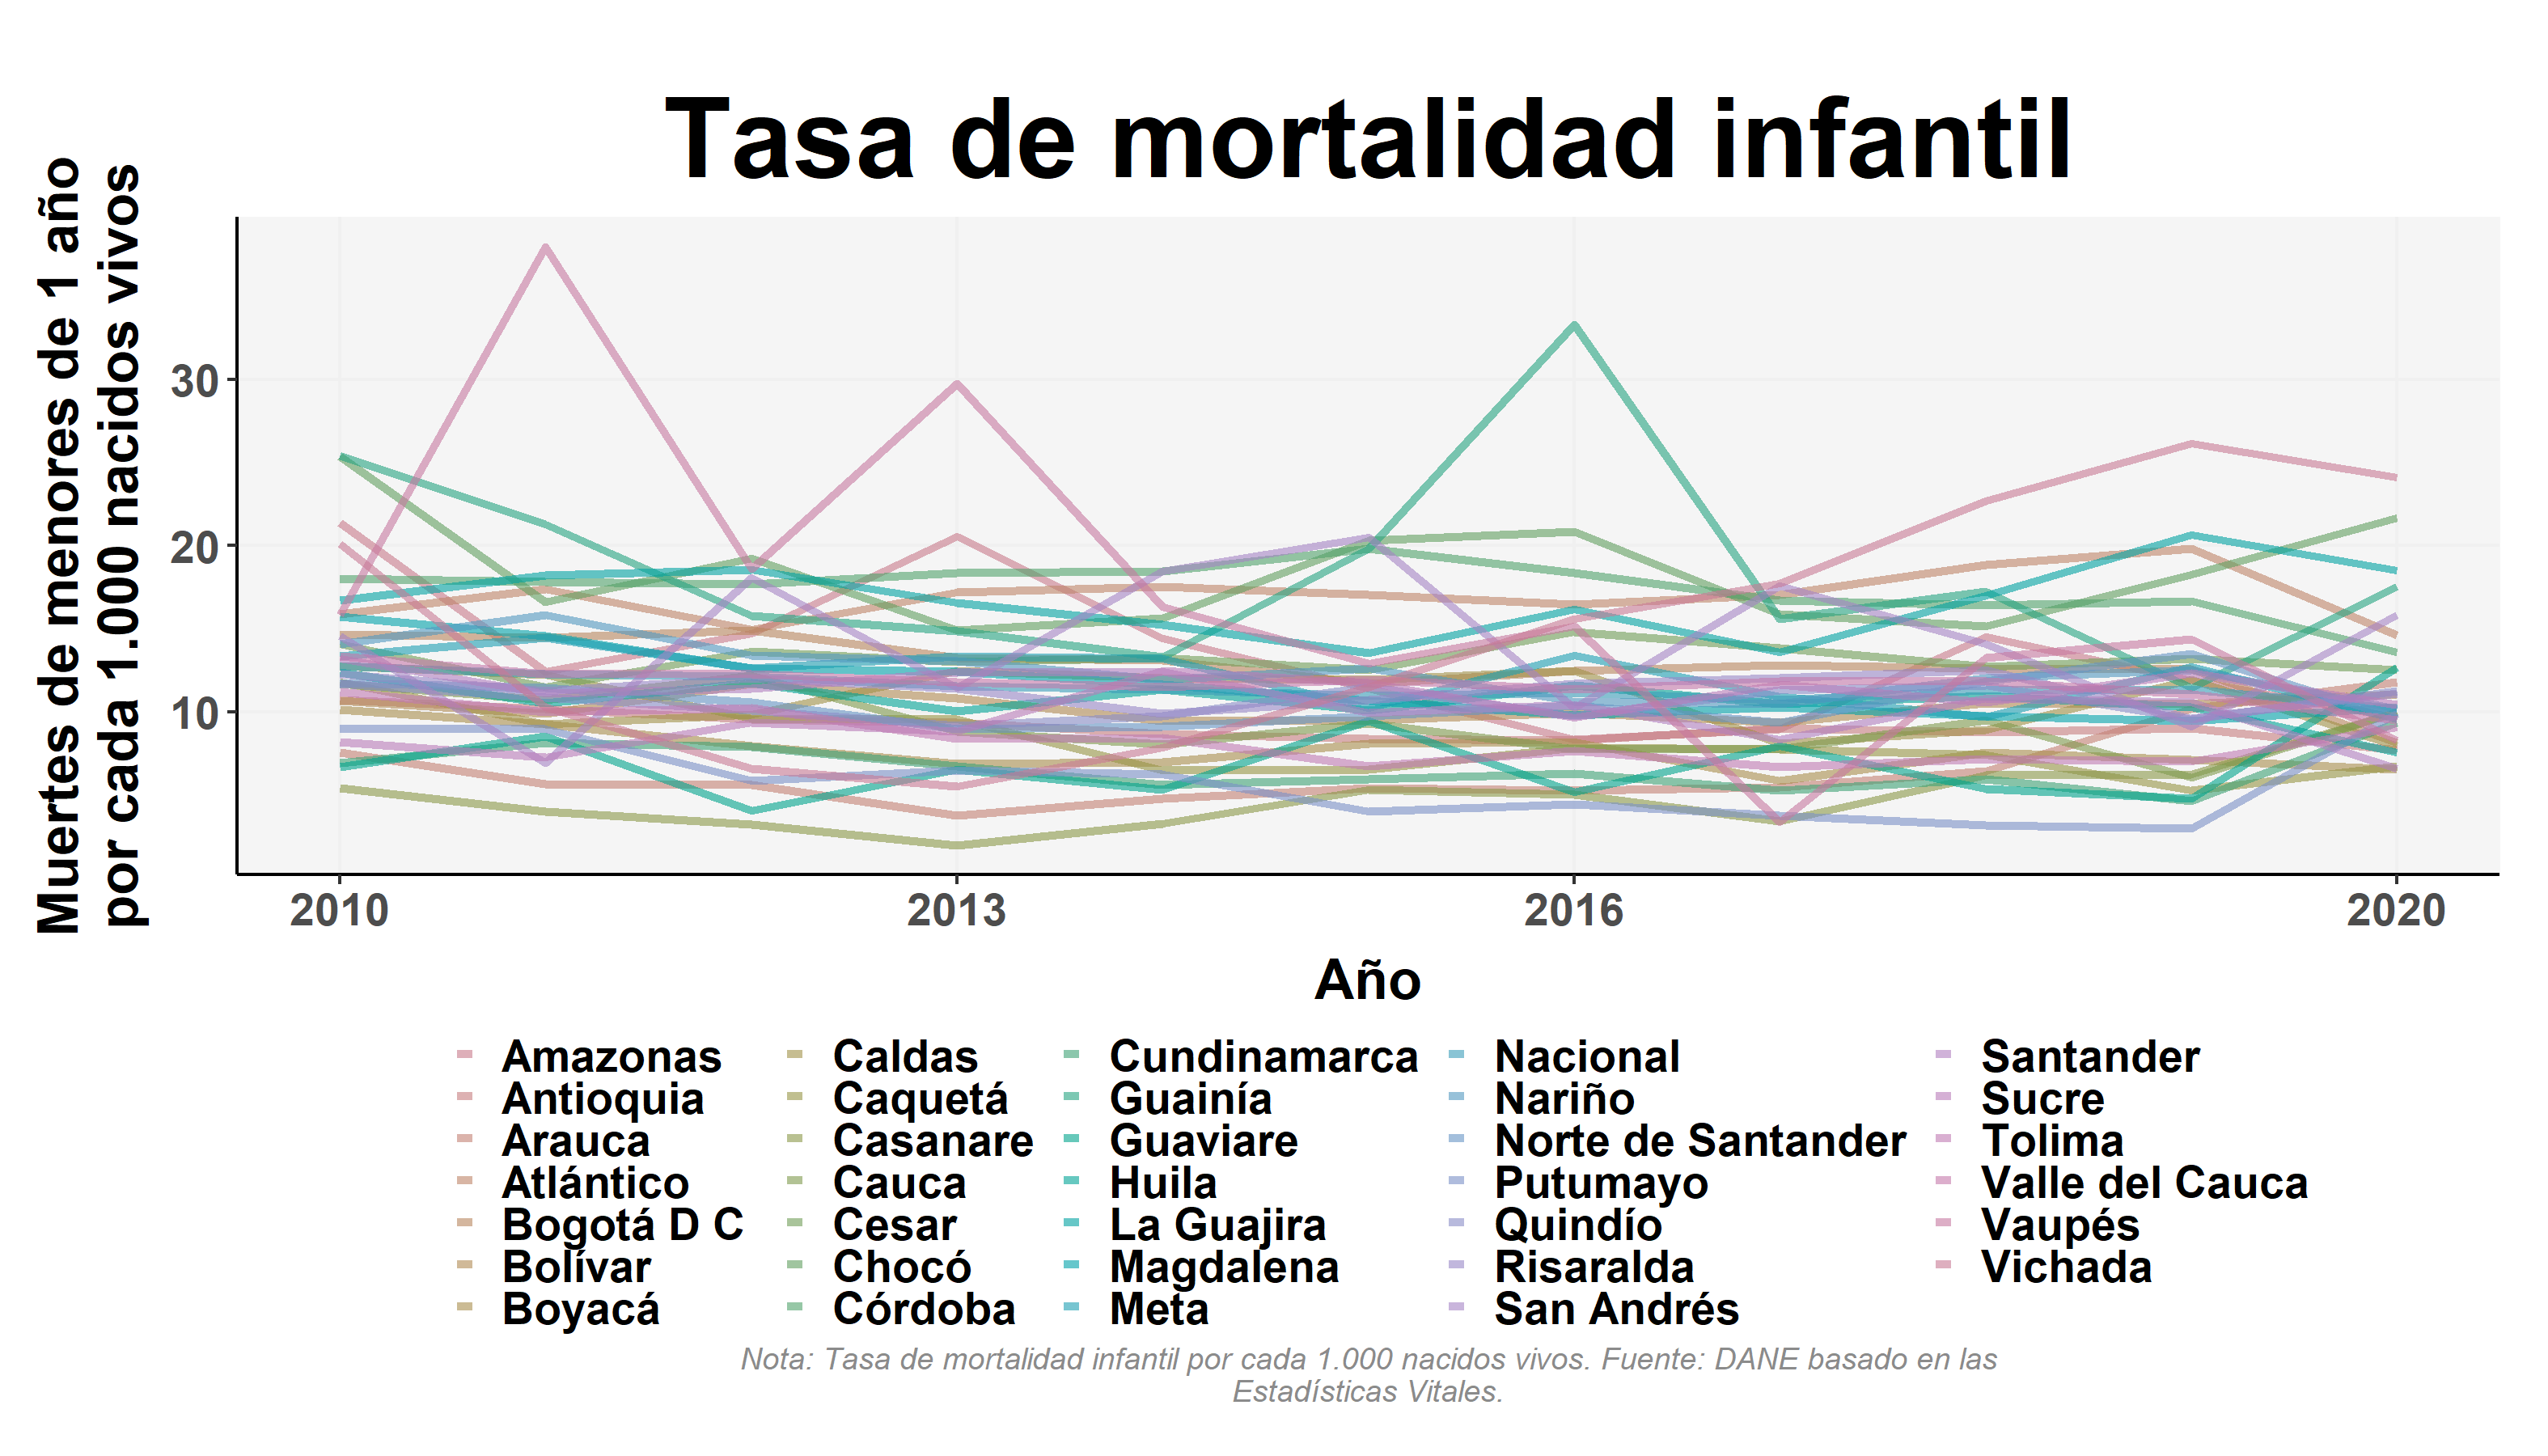 Tasa de mortalidad infantil
Muertes de menores de 1 año
por cada 1.000 nacidos vivos
30
20
10
2010
2013
2016
2020
Año
Amazonas
Antioquia
Arauca
Atlántico
Bogotá D C
Bolívar
Boyacá
Caldas
Caquetá
Casanare
Cauca
Cesar
Chocó
Córdoba
Cundinamarca
Guainía
Guaviare
Huila
La Guajira
Magdalena
Meta
Nacional
Nariño
Norte de Santander
Putumayo
Quindío
Risaralda
San Andrés
Santander
Sucre
Tolima
Valle del Cauca
Vaupés
Vichada
Nota: Tasa de mortalidad infantil por cada 1.000 nacidos vivos. Fuente: DANE basado en las
Estadísticas Vitales.